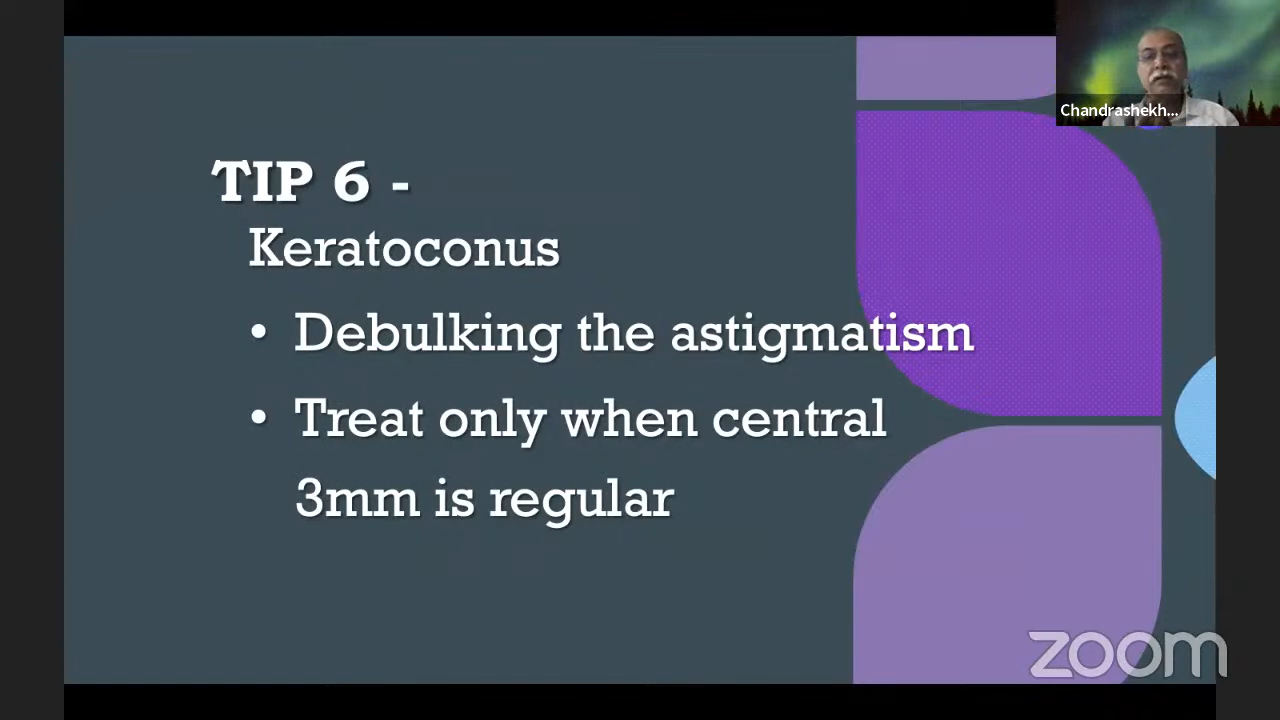 Chandrashekh...
TIP 6 -
Keratoconus
• Debulking the astigmatism
• Treat only when central
3mm is regular
zoom